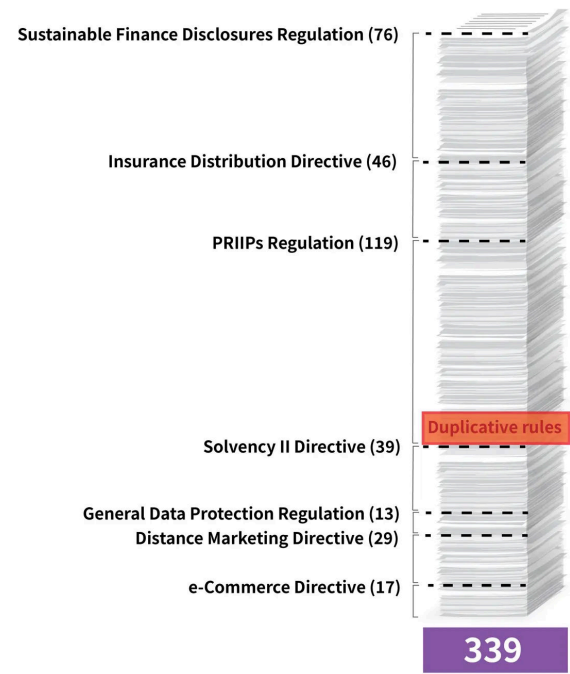 Sustainable Finance Disclosures Regulation (76)
Insurance Distribution Directive (46)
PRIIPs Regulation (119)
Duplicative rules
Solvency II Directive (39)
General Data Protection Regulation (13)
Distance Marketing Directive (29)
e-Commerce Directive (17)
339